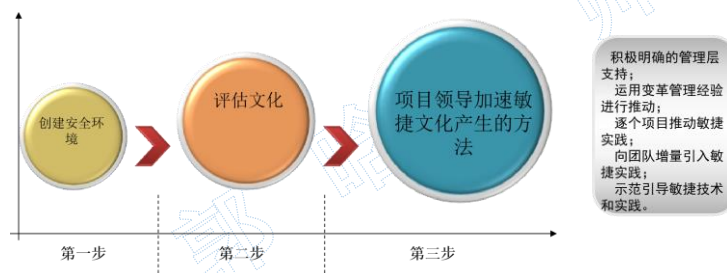 创建安全环
境
评估文化
项目领导加速敏
捷文化产生的方
法
积极明确的管理层
支持；
运用变革管理经验
进行推动；
逐个项目推动敏捷
实践；
向团队增量引入敏
捷实践；
示范引导敏捷技术
和实践。
第一步
第二步
第三步